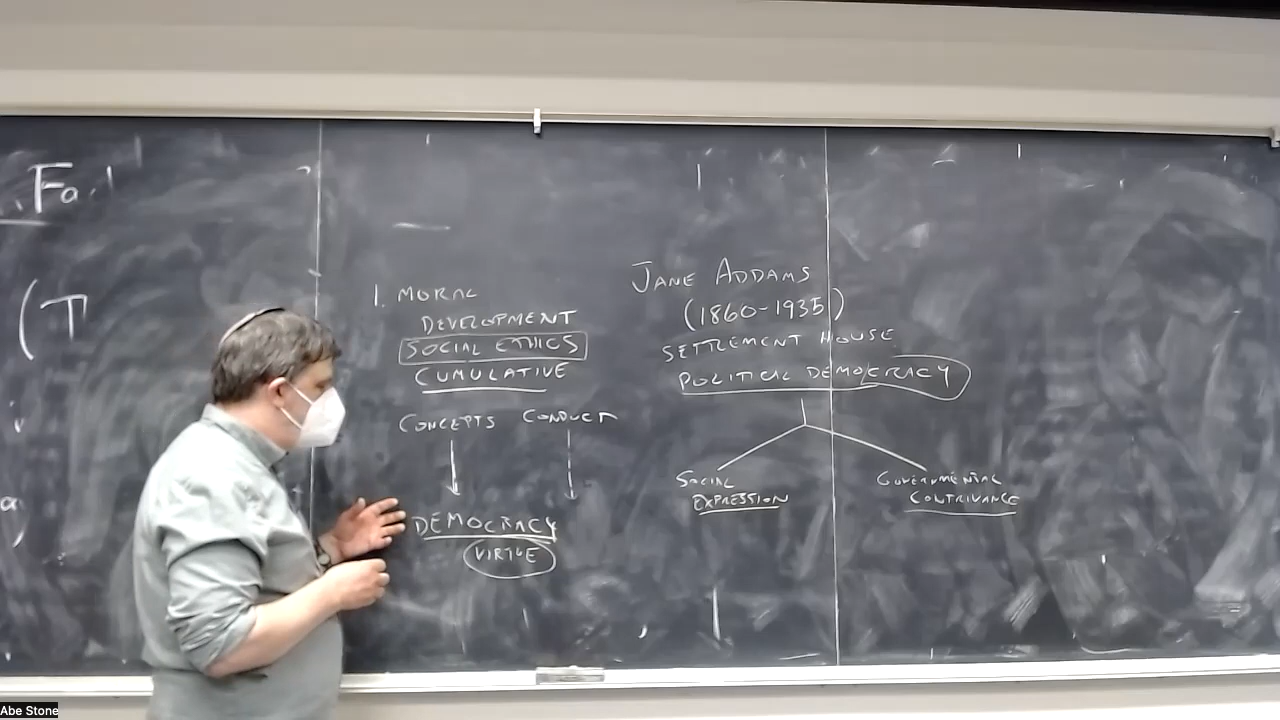 Fa
(T
1. MORAL
DEVELOPMENT
SOCIAL ETHICS
CUMULATIVE
CONCEPTS CONDUCT
DEMOCRACY
VIRTUE
JANE ADDAMS
(1860-1935)
SETTLEMENT HOUSE
POLITICAL DEMOCRACY
SOCIAL
EXPRESSION
GOVERNMENTAL
CONTRIVANCE
Abe Stone